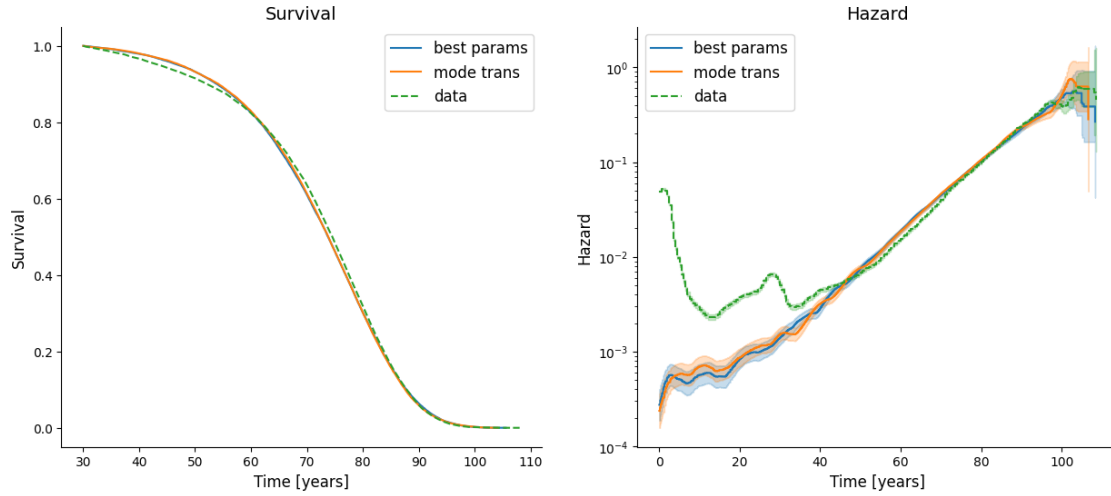 Survival
best params
mode trans
data
1.0
0.8
0.6
0.4
0.2
0.0
Survival
30 40 50 60 70 80 90 100 110
Time [years]
Hazard
best params
mode trans
data
10⁰
10⁻¹
10⁻²
10⁻³
10⁻⁴
Hazard
0 20 40 60 80 100
Time [years]